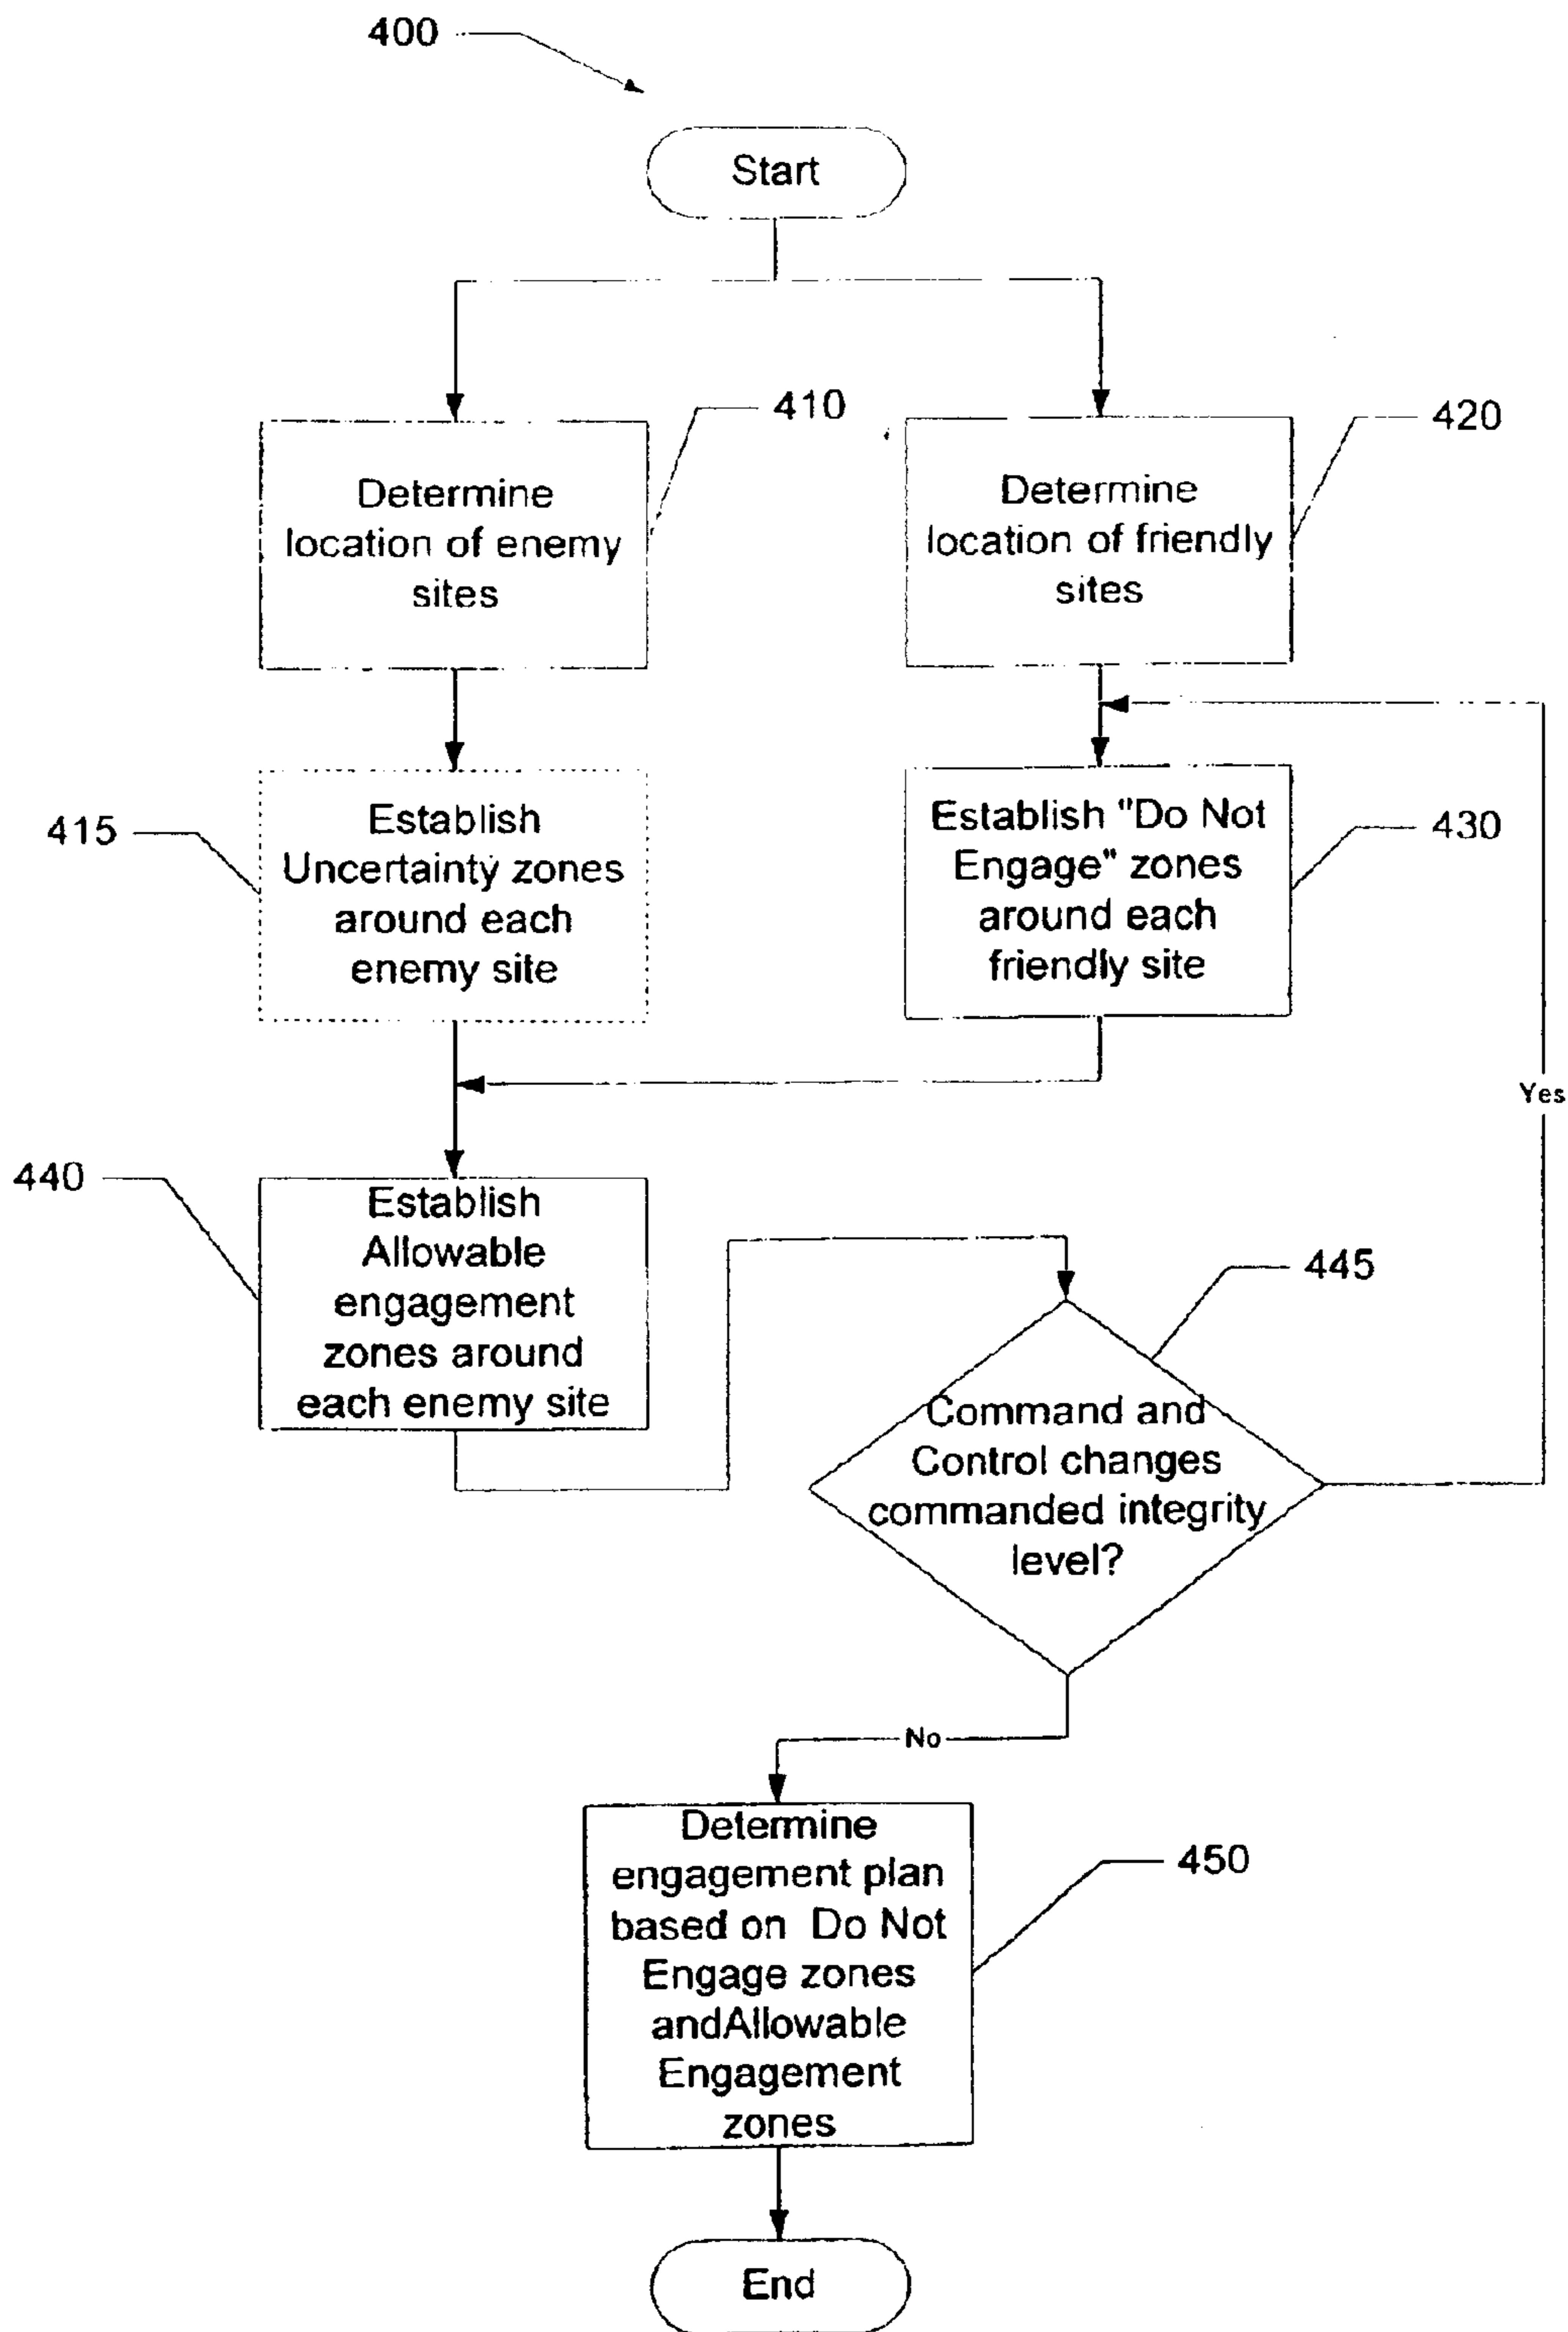 400
Start
410
420
Determine
location of enemy
sites
Determine
location of friendly
sites
415
Establish
Uncertainty zones
around each
enemy site
Establish "Do Not
Engage" zones
around each
friendly site
430
Yes
440
Establish
Allowable
engagement
zones around
each enemy site
445
Command and
Control changes
commanded integrity
level?
No
Determine
engagement plan
based on Do Not
Engage zones
andAllowable
Engagement
zones
450
End